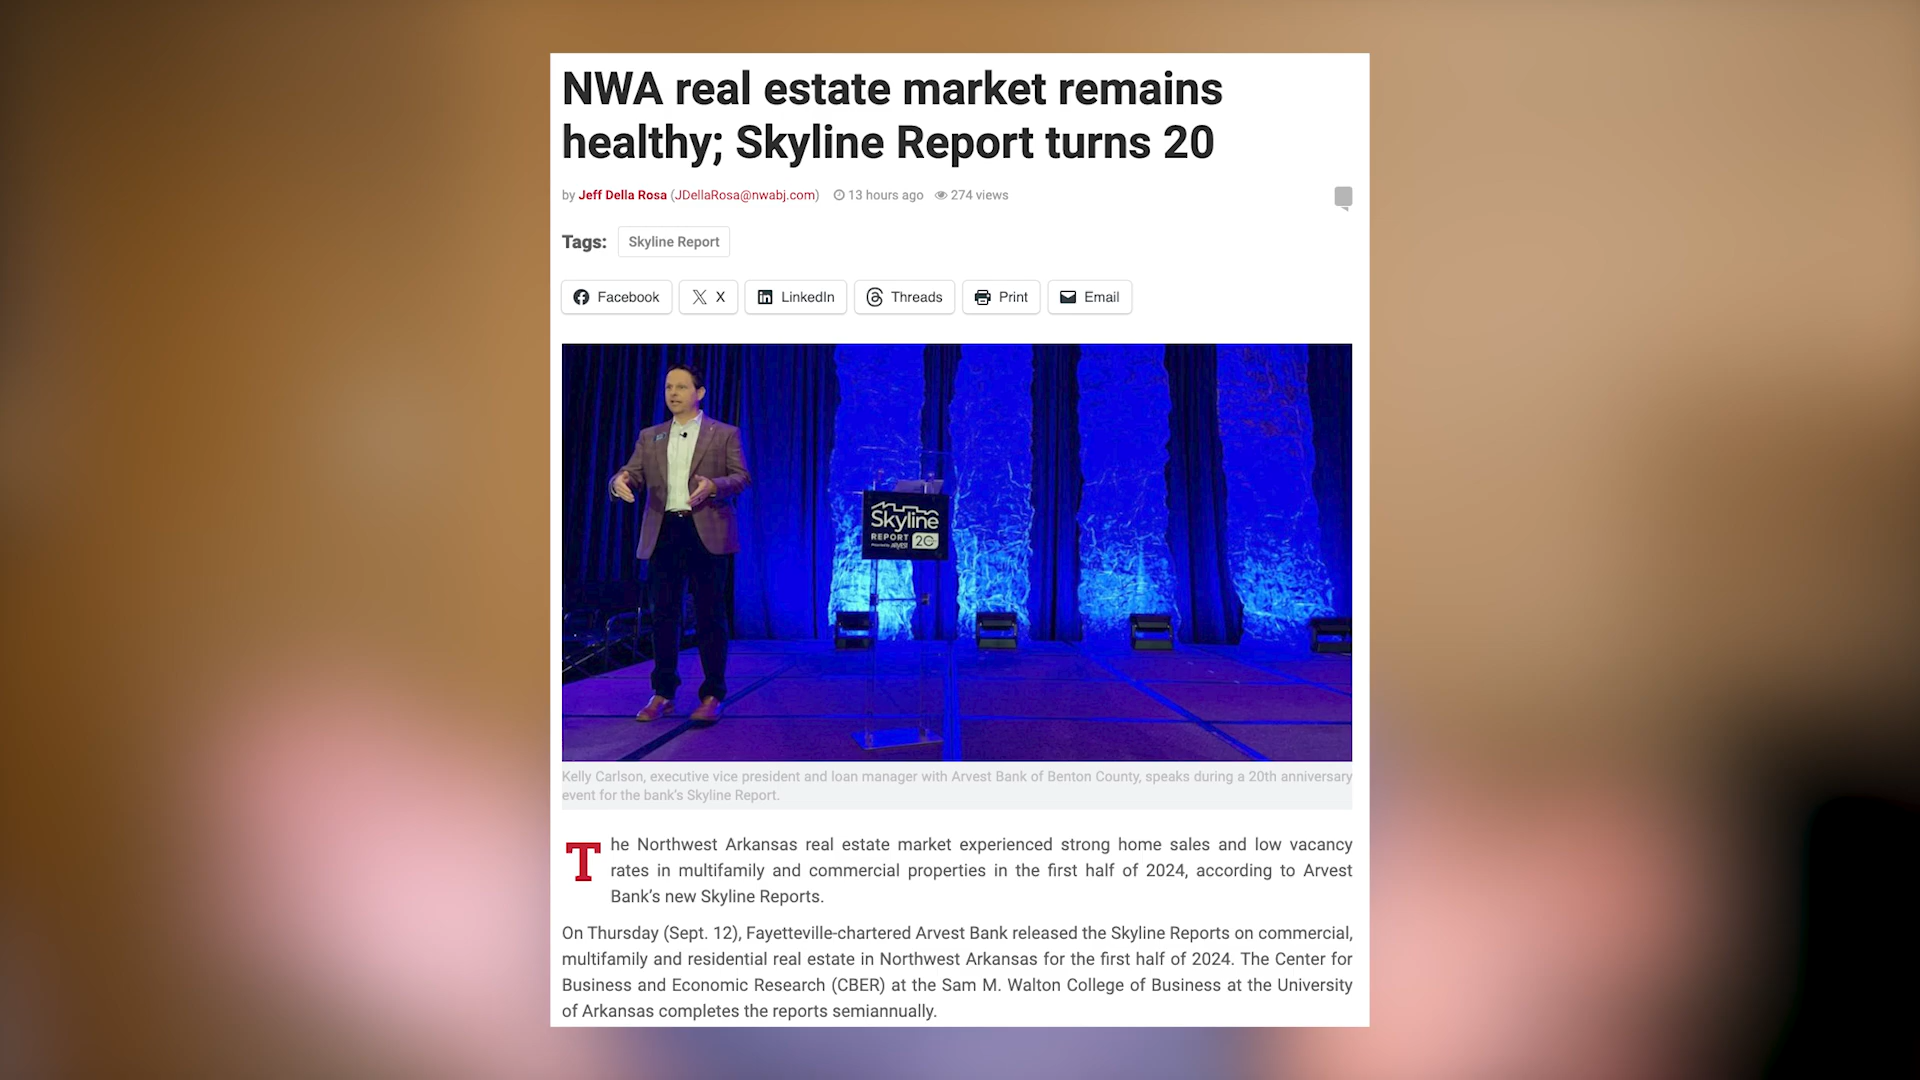 NWA real estate market remains
healthy; Skyline Report turns 20
by Jeff Della Rosa (JDellaRosa@nwabj.com) 13 hours ago 274 views
Tags: Skyline Report
Facebook X LinkedIn Threads Print Email
Skyline
REPORT 20
Presented by ARVEST
Kelly Carlson, executive vice president and loan manager with Arvest Bank of Benton County, speaks during a 20th anniversary
event for the bank's Skyline Report.
The Northwest Arkansas real estate market experienced strong home sales and low vacancy
rates in multifamily and commercial properties in the first half of 2024, according to Arvest
Bank's new Skyline Reports.
On Thursday (Sept. 12), Fayetteville-chartered Arvest Bank released the Skyline Reports on commercial,
multifamily and residential real estate in Northwest Arkansas for the first half of 2024. The Center for
Business and Economic Research (CBER) at the Sam M. Walton College of Business at the University
of Arkansas completes the reports semiannually.